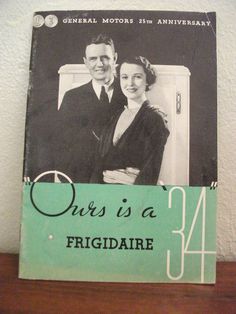 GENERAL MOTORS 25TH ANNIVERSARY
"Ours is a '34"
FRIGIDAIRE